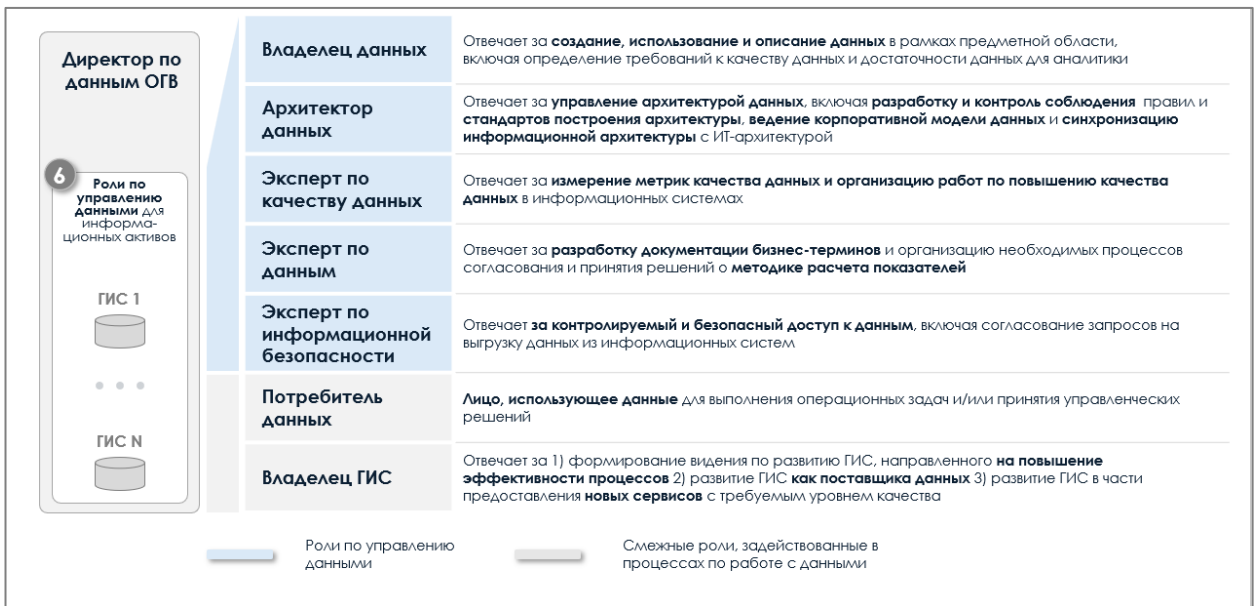 Директор по
данным ОГВ
6
Роли по
управлению
данными для
информа-
ционных активов
ГИС 1
ГИС N
Владелец данных
Отвечает за создание, использование и описание данных в рамках предметной области,
включая определение требований к качеству данных и достаточности данных для аналитики
Архитектор
данных
Отвечает за управление архитектурой данных, включая разработку и контроль соблюдения правил и
стандартов построения архитектуры, ведение корпоративной модели данных и синхронизацию
информационной архитектуры с ИТ-архитектурой
Эксперт по
качеству данных
Отвечает за измерение метрик качества данных и организацию работ по повышению качества
данных в информационных системах
Эксперт по
данным
Отвечает за разработку документации бизнес-терминов и организацию необходимых процессов
согласования и принятия решений о методике расчета показателей
Эксперт по
информационной
безопасности
Отвечает за контролируемый и безопасный доступ к данным, включая согласование запросов на
выгрузку данных из информационных систем
Потребитель
данных
Лицо, использующее данные для выполнения операционных задач и/или принятия управленческих
решений
Владелец ГИС
Отвечает за 1) формирование видения по развитию ГИС, направленного на повышение
эффективности процессов 2) развитие ГИС как поставщика данных 3) развитие ГИС в части
предоставления новых сервисов с требуемым уровнем качества
Роли по управлению
данными
Смежные роли, задействованные в
процессах по работе с данными